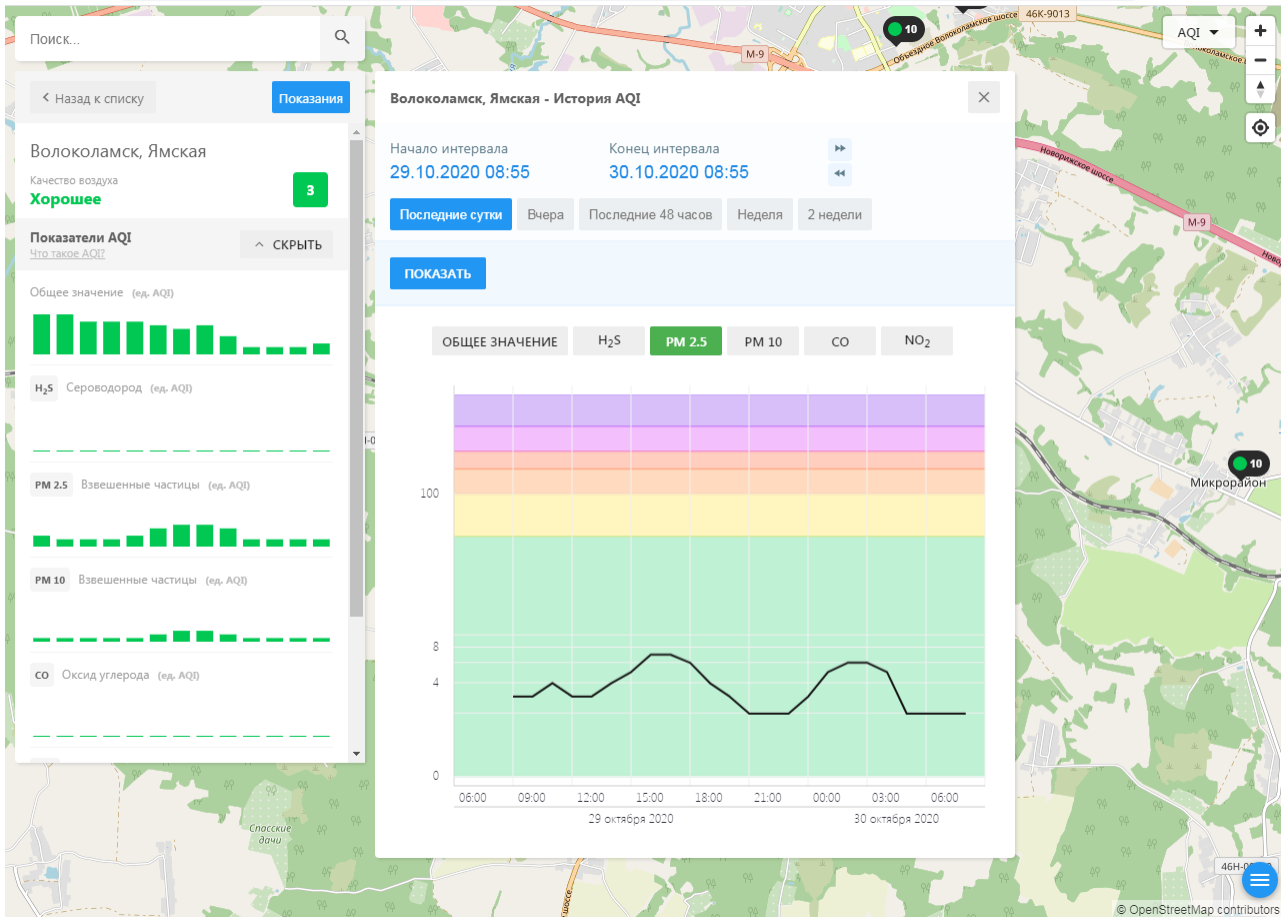 46К-9013
10
Поиск...
Объездное Волоколамское шоссе
AQI
М-9
Назад к списку
Показания
Волоколамск, Ямская - История AQI
Волоколамск, Ямская
Качество воздуха
Хорошее
3
Начало интервала
29.10.2020 08:55
Конец интервала
30.10.2020 08:55
Последние сутки
Вчера
Последние 48 часов
Неделя
2 недели
Новорижское шоссе
М-9
Показатели AQI
Что такое AQI?
СКРЫТЬ
ПОКАЗАТЬ
Общее значение (ед. AQI)
ОБЩЕЕ ЗНАЧЕНИЕ
H2S
PM 2.5
PM 10
CO
NO2
H2S Сероводород (ед. AQI)
PM 2.5 Взвешенные частицы (ед. AQI)
PM 10 Взвешенные частицы (ед. AQI)
CO Оксид углерода (ед. AQI)
100
8
4
0
06:00
09:00
12:00
15:00
18:00
21:00
00:00
03:00
06:00
29 октября 2020
30 октября 2020
10
Микрорайон
Спасские
дачи
© OpenStreetMap contributors